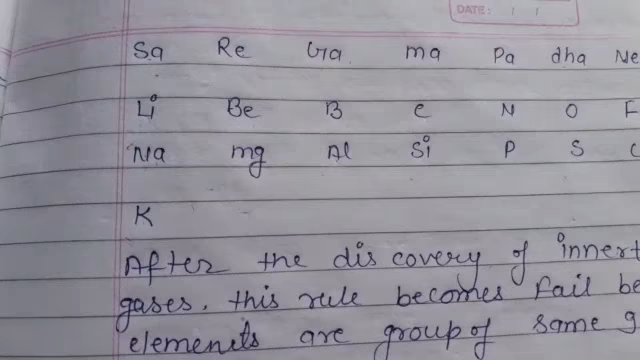 DATE: / /
Sa Re Ga ma Pa dha Ne
Li Be B C N O F
Na mg Al Si P S C
K
After the discovery of innert
gases. this rule becomes Fail be
elements are group of same g